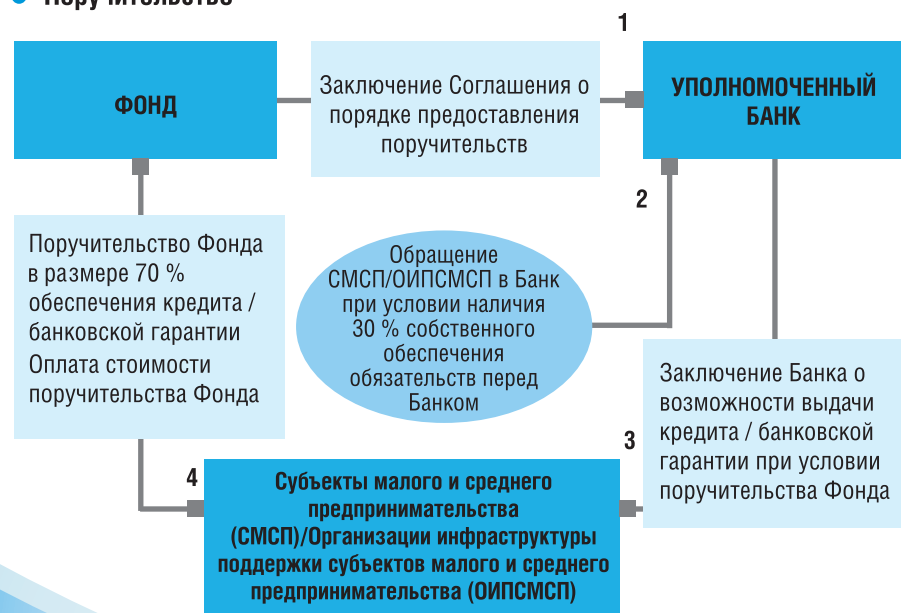 Поручительство
1
ФОНД
Заключение Соглашения о
порядке предоставления
поручительств
УПОЛНОМОЧЕННЫЙ
БАНК
2
Поручительство Фонда
в размере 70 %
обеспечения кредита /
банковской гарантии
Оплата стоимости
поручительства Фонда
Обращение
СМСП/ОИПСМСП в Банк
при условии наличия
30 % собственного
обеспечения
обязательств перед
Банком
Заключение Банка о
возможности выдачи
кредита / банковской
гарантии при условии
поручительства Фонда
3
4
Субъекты малого и среднего
предпринимательства
(СМСП)/Организации инфраструктуры
поддержки субъектов малого и среднего
предпринимательства (ОИПСМСП)